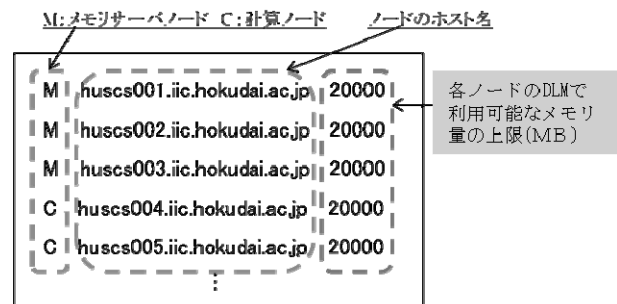 M:メモリサーバノード C:計算ノード ノードのホスト名
M huscs001.iic.hokudai.ac.jp 20000
M huscs002.iic.hokudai.ac.jp 20000
M huscs003.iic.hokudai.ac.jp 20000
C huscs004.iic.hokudai.ac.jp 20000
C huscs005.iic.hokudai.ac.jp 20000
⋮
各ノードのDLMで
利用可能なメモリ
量の上限(MB)